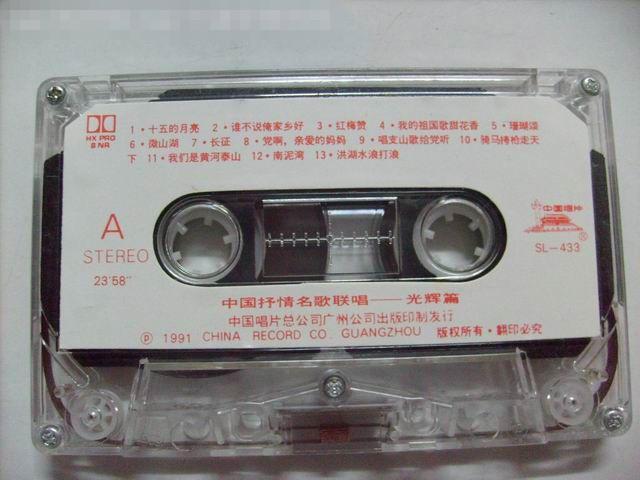 1·十五的月亮 2·谁不说俺家乡好 3·红梅赞 4·我的祖国歌甜花香 5·珊瑚颂
HX PRO
B NR
6·微山湖 7·长征 8·党啊,亲爱的妈妈 9·唱支山歌给党听 10·骑马挎枪走天
下 11·我们是黄河泰山 12·南泥湾 13·洪湖水浪打浪
A
STEREO
23'58"
中国唱片
®
SL-433
中国抒情名歌联唱——光辉篇
中国唱片总公司广州公司出版印制发行
Ⓟ 1991 CHINA RECORD CO. GUANGZHOU 版权所有·翻印必究